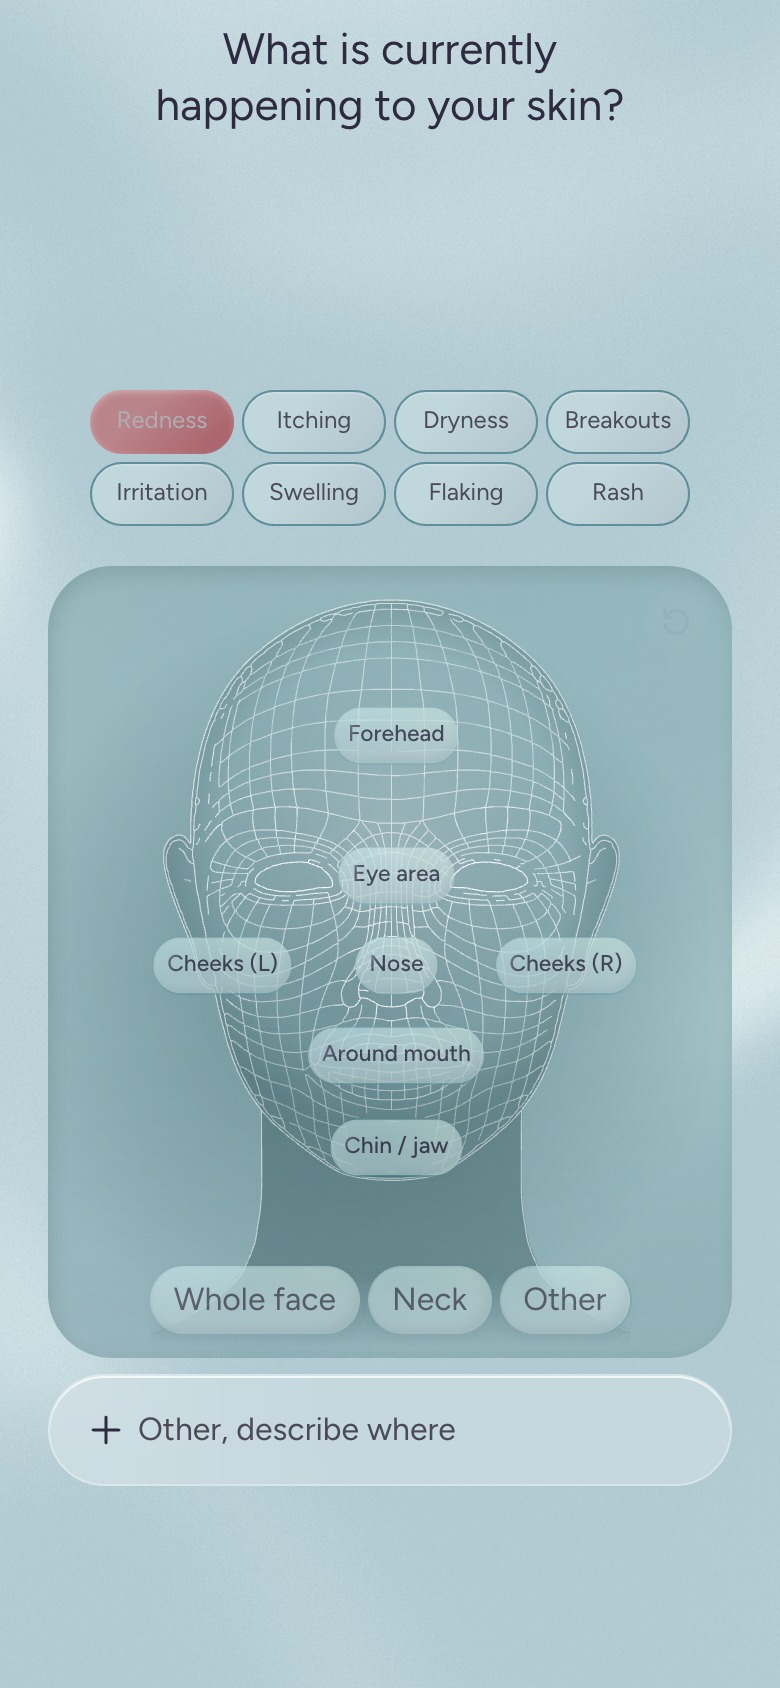 What is currently
happening to your skin?
Redness Itching Dryness Breakouts
Irritation Swelling Flaking Rash
Forehead
Eye area
Cheeks (L) Nose Cheeks (R)
Around mouth
Chin / jaw
Whole face Neck Other
Other, describe where